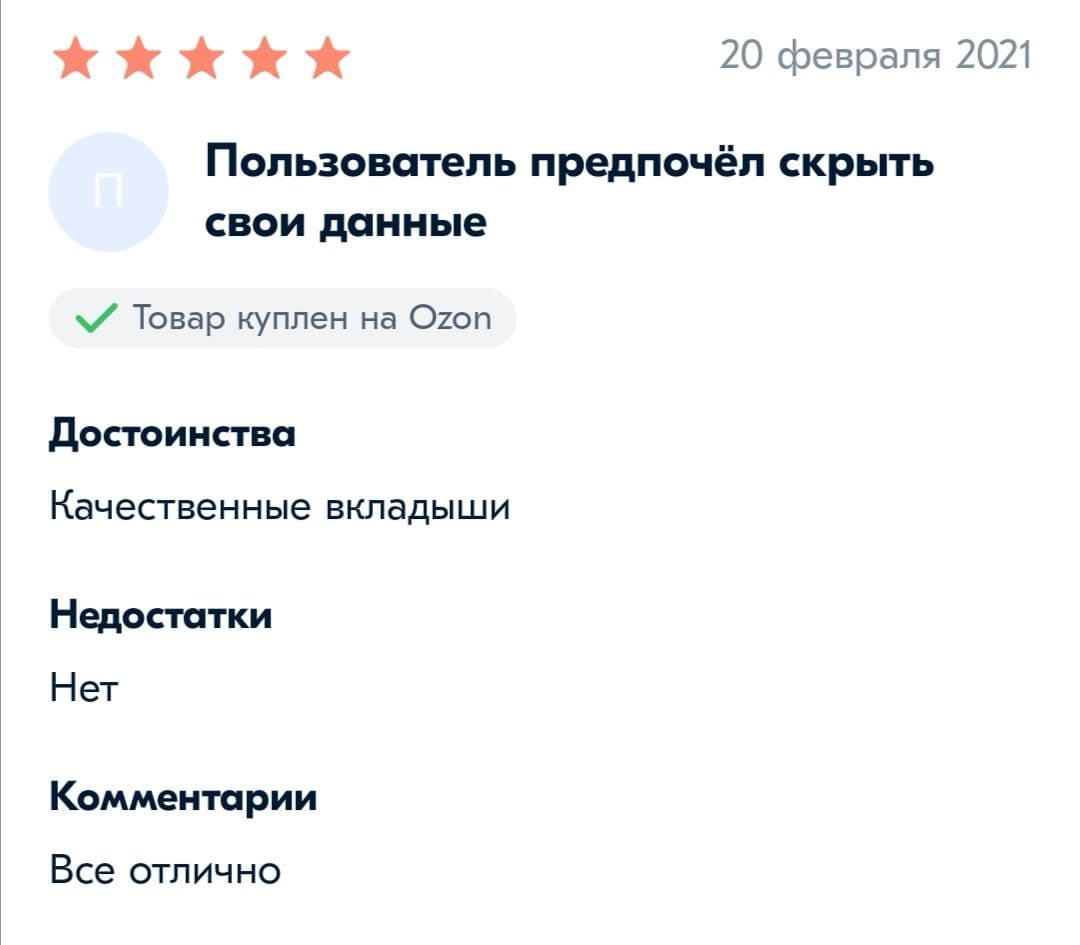 20 февраля 2021
П
Пользователь предпочёл скрыть
свои данные
Товар куплен на Ozon
Достоинства
Качественные вкладыши
Недостатки
Нет
Комментарии
Все отлично